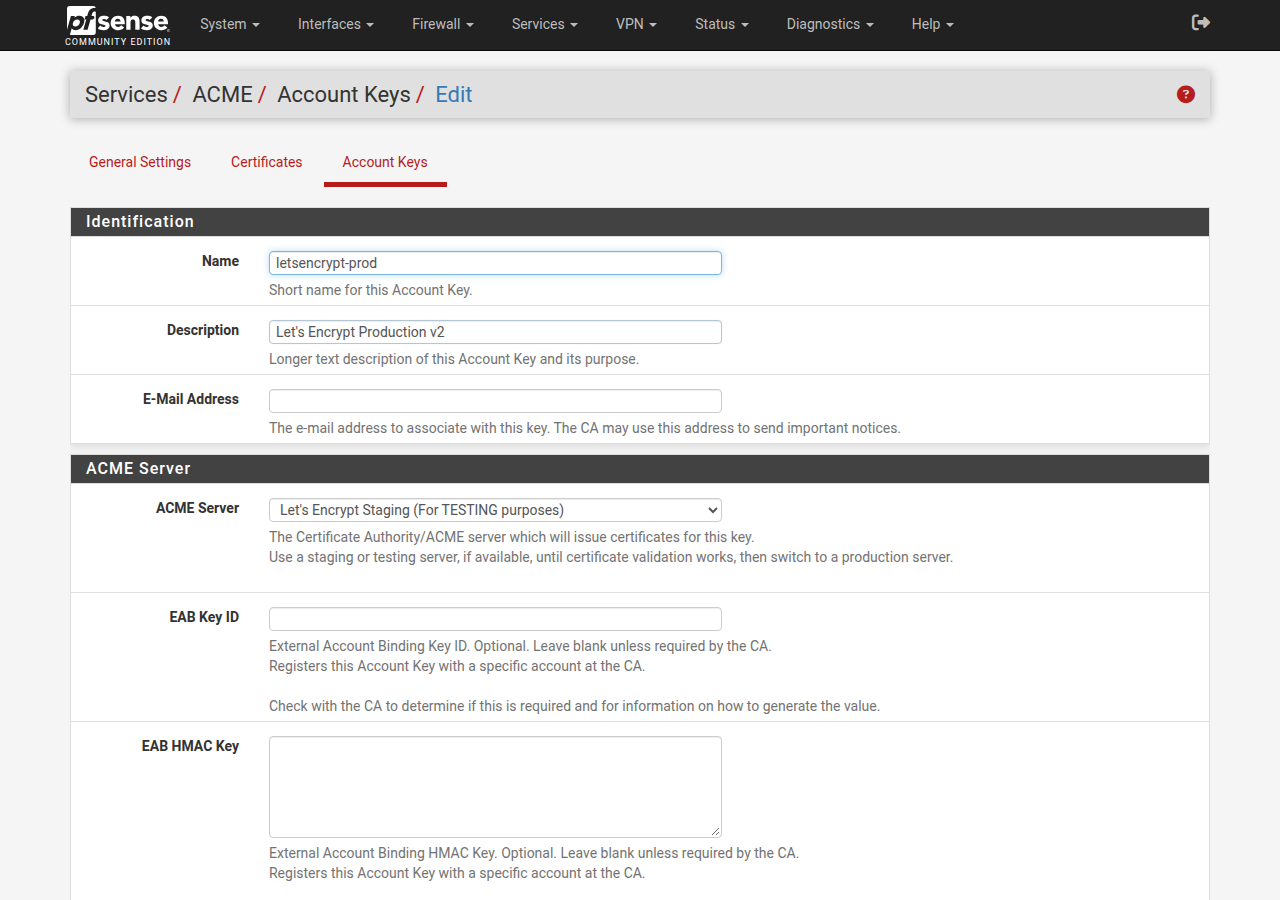 pfsense
COMMUNITY EDITION
System Interfaces Firewall Services VPN Status Diagnostics Help
Services / ACME / Account Keys / Edit
?
General Settings Certificates Account Keys
Identification
Name letsencrypt-prod
Short name for this Account Key.
Description Let's Encrypt Production v2
Longer text description of this Account Key and its purpose.
E-Mail Address
The e-mail address to associate with this key. The CA may use this address to send important notices.
ACME Server
ACME Server Let's Encrypt Staging (For TESTING purposes)
The Certificate Authority/ACME server which will issue certificates for this key.
Use a staging or testing server, if available, until certificate validation works, then switch to a production server.
EAB Key ID
External Account Binding Key ID. Optional. Leave blank unless required by the CA.
Registers this Account Key with a specific account at the CA.
Check with the CA to determine if this is required and for information on how to generate the value.
EAB HMAC Key
External Account Binding HMAC Key. Optional. Leave blank unless required by the CA.
Registers this Account Key with a specific account at the CA.